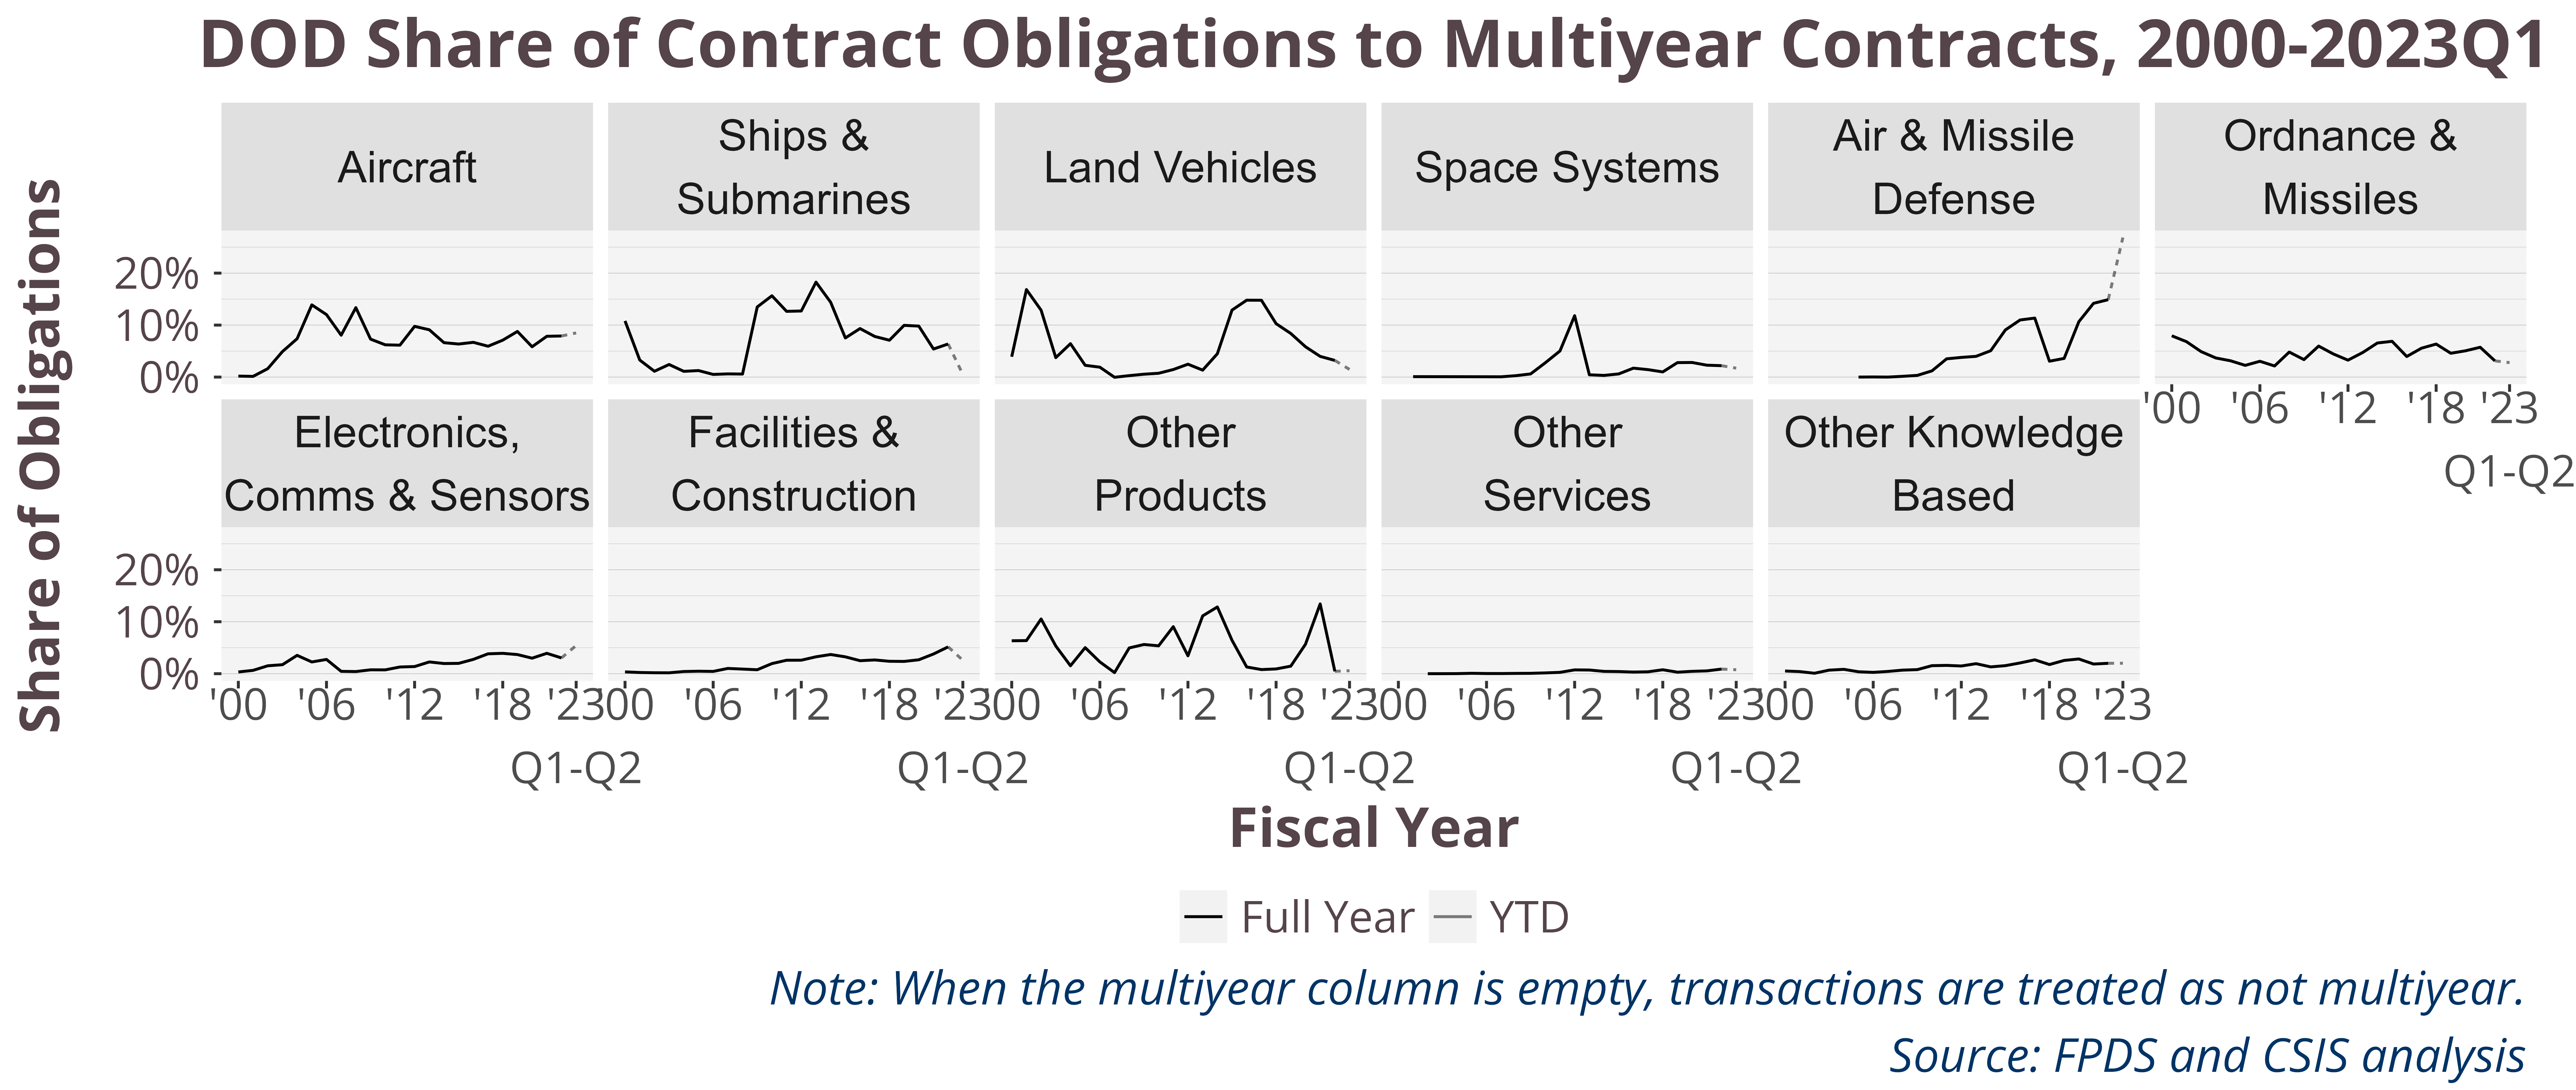 DOD Share of Contract Obligations to Multiyear Contracts, 2000-2023Q1
Share of Obligations
Aircraft
Ships &
Submarines
Land Vehicles
Space Systems
Air & Missile
Defense
Ordnance &
Missiles
20%
10%
0%
'00 '06 '12 '18 '23
Q1-Q2
Electronics,
Comms & Sensors
Facilities &
Construction
Other
Products
Other
Services
Other Knowledge
Based
20%
10%
0%
'00 '06 '12 '18 '23
Q1-Q2
'00 '06 '12 '18 '23
Q1-Q2
'00 '06 '12 '18 '23
Q1-Q2
'00 '06 '12 '18 '23
Q1-Q2
'00 '06 '12 '18 '23
Q1-Q2
Fiscal Year
Full Year YTD
Note: When the multiyear column is empty, transactions are treated as not multiyear.
Source: FPDS and CSIS analysis